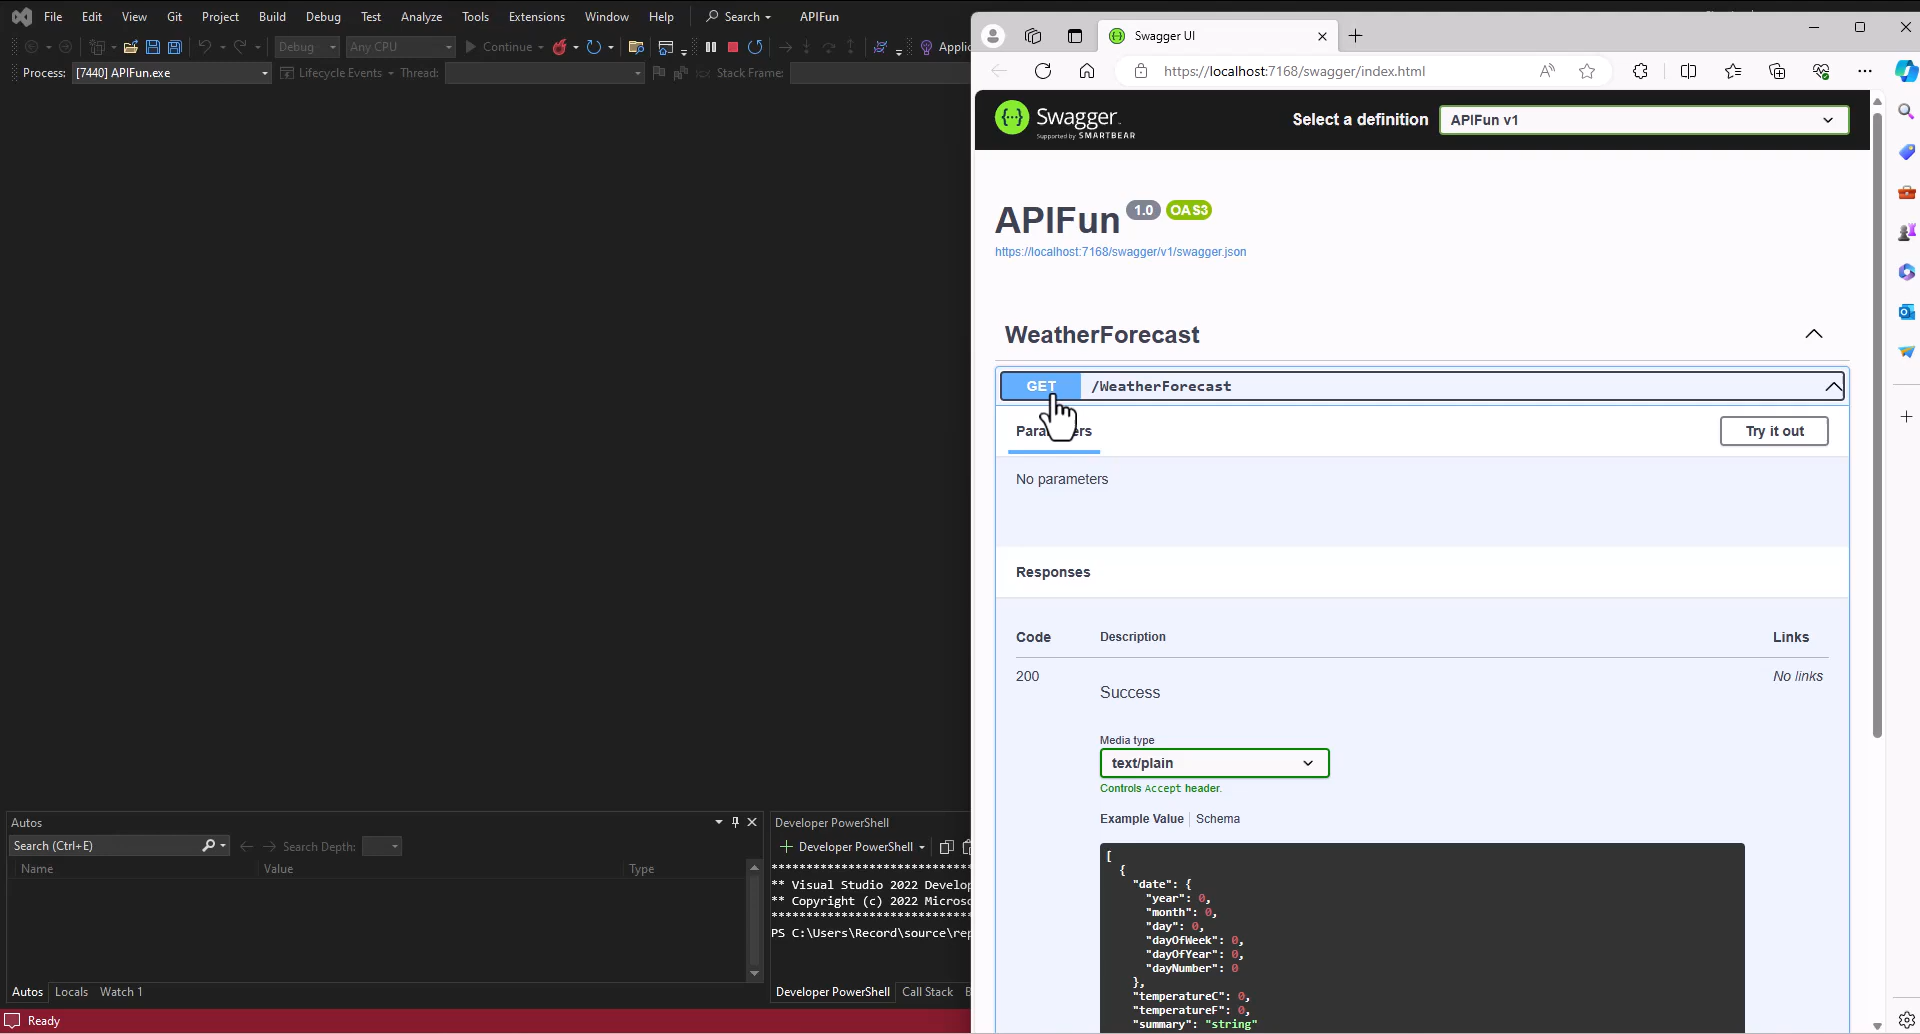 File Edit View Git Project Build Debug Test Analyze Tools Extensions Window Help Search APIFun
Debug Any CPU Continue
Process: [7440] APIFun.exe Lifecycle Events Thread: Stack Frame:
Swagger UI
https://localhost:7168/swagger/index.html
Swagger.
Supported by SMARTBEAR
Select a definition APIFun v1
APIFun 1.0 OAS3
https://localhost:7168/swagger/v1/swagger.json
WeatherForecast
GET /WeatherForecast
Try it out
No parameters
Responses
Code Description Links
200 No links
Success
Media type
text/plain
Controls Accept header.
Example Value Schema
[
{
"date": {
"year": 0,
"month": 0,
"day": 0,
"dayOfWeek": 0,
"dayOfYear": 0,
"dayNumber": 0
},
"temperatureC": 0,
"temperatureF": 0,
"summary": "string"
Autos
Search (Ctrl+E) Search Depth:
Name Value Type
Autos Locals Watch 1
Developer PowerShell
+ Developer PowerShell
** Visual Studio 2022
** Copyright (c) 2022
PS C:\Users\Record\source\
Developer PowerShell Call Stack
Ready